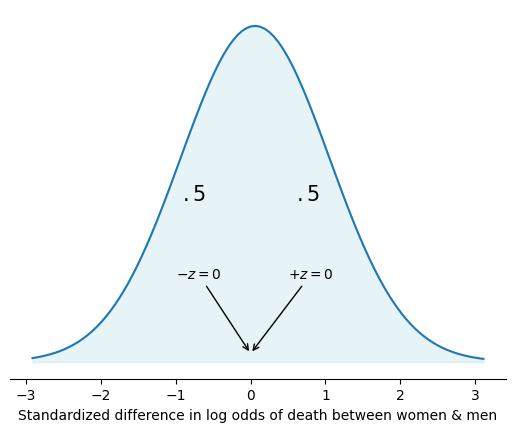 .5 .5
−z = 0 +z = 0
−3 −2 −1 0 1 2 3
Standardized difference in log odds of death between women & men